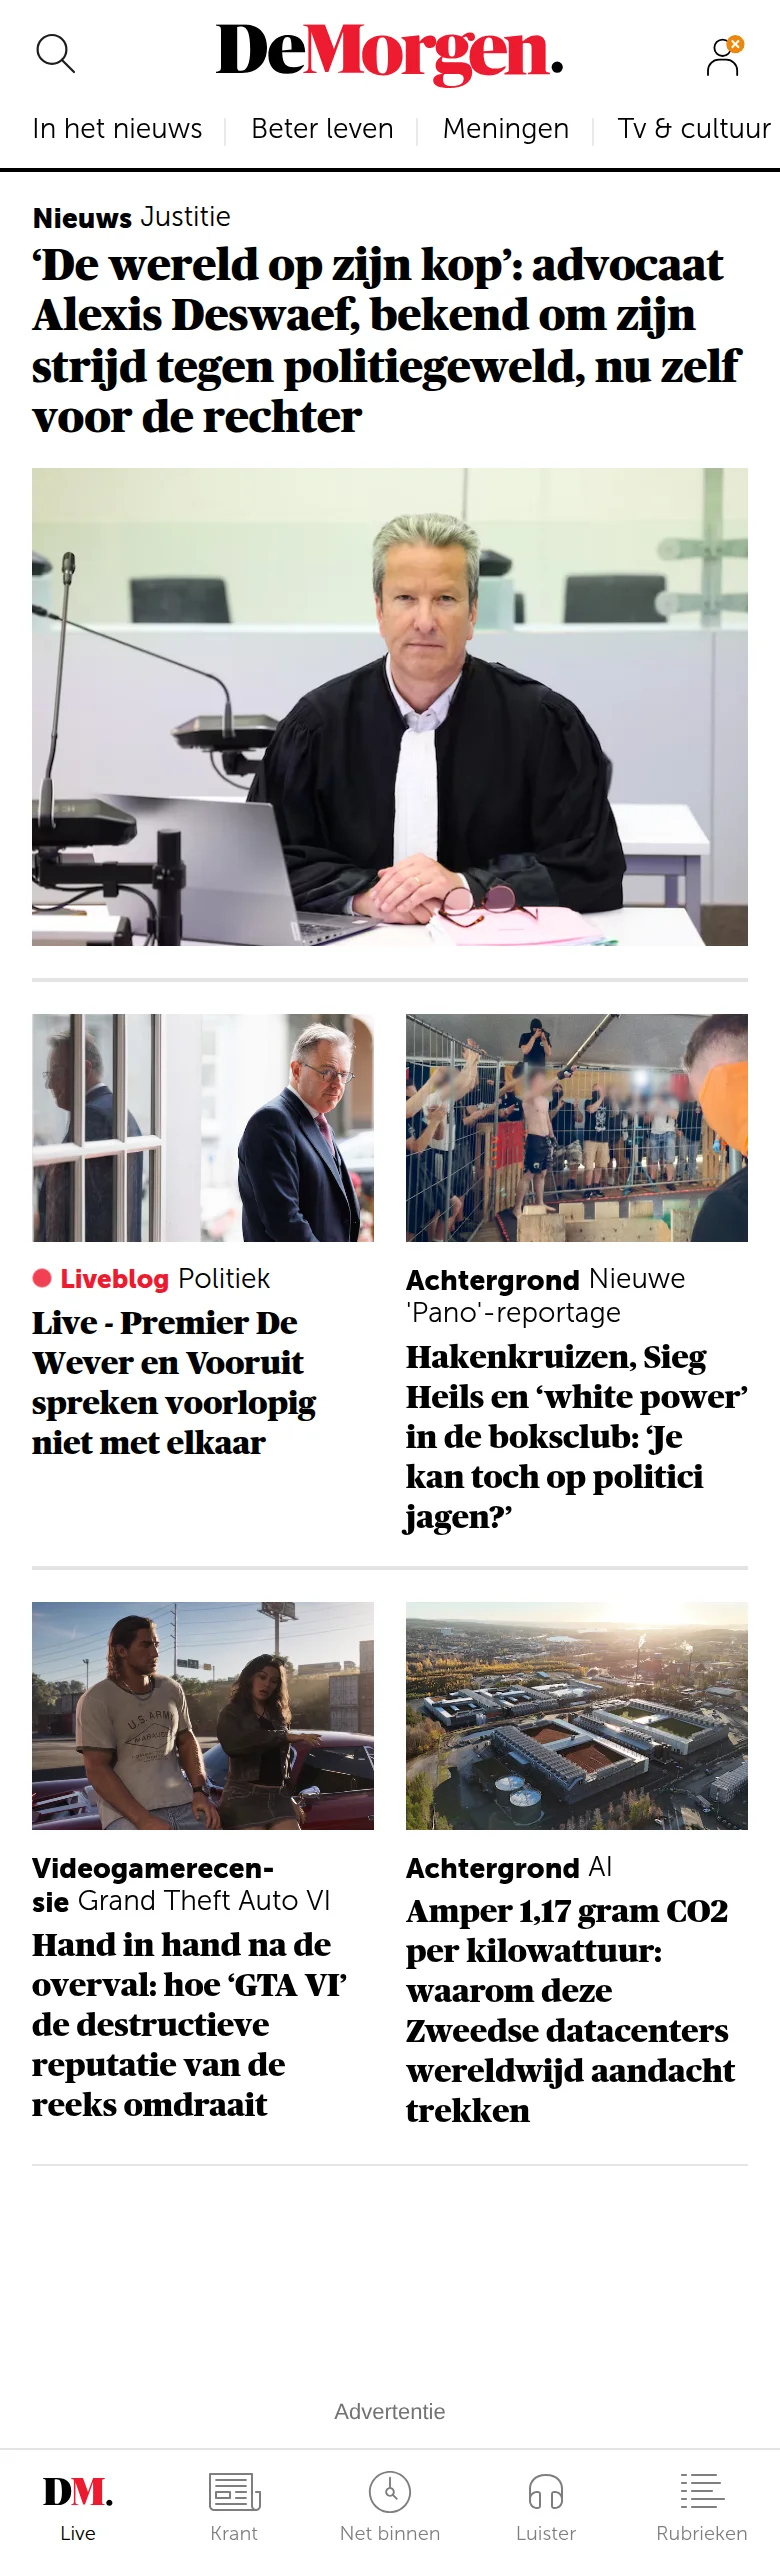 DeMorgen.
In het nieuws
Beter leven
Meningen
Tv & cultuur
Nieuws Justitie
‘De wereld op zijn kop’: advocaat
Alexis Deswaef, bekend om zijn
strijd tegen politiegeweld, nu zelf
voor de rechter
Liveblog Politiek
Live - Premier De
Wever en Vooruit
spreken voorlopig
niet met elkaar
Achtergrond Nieuwe
'Pano'-reportage
Hakenkruizen, Sieg
Heils en ‘white power’
in de boksclub: ‘Je
kan toch op politici
jagen?’
U.S. ARMY
MARAUDER
Videogamerecen-
sie Grand Theft Auto VI
Hand in hand na de
overval: hoe ‘GTA VI’
de destructieve
reputatie van de
reeks omdraait
Achtergrond AI
Amper 1,17 gram CO2
per kilowattuur:
waarom deze
Zweedse datacenters
wereldwijd aandacht
trekken
Advertentie
DM.
Live
Krant
Net binnen
Luister
Rubrieken